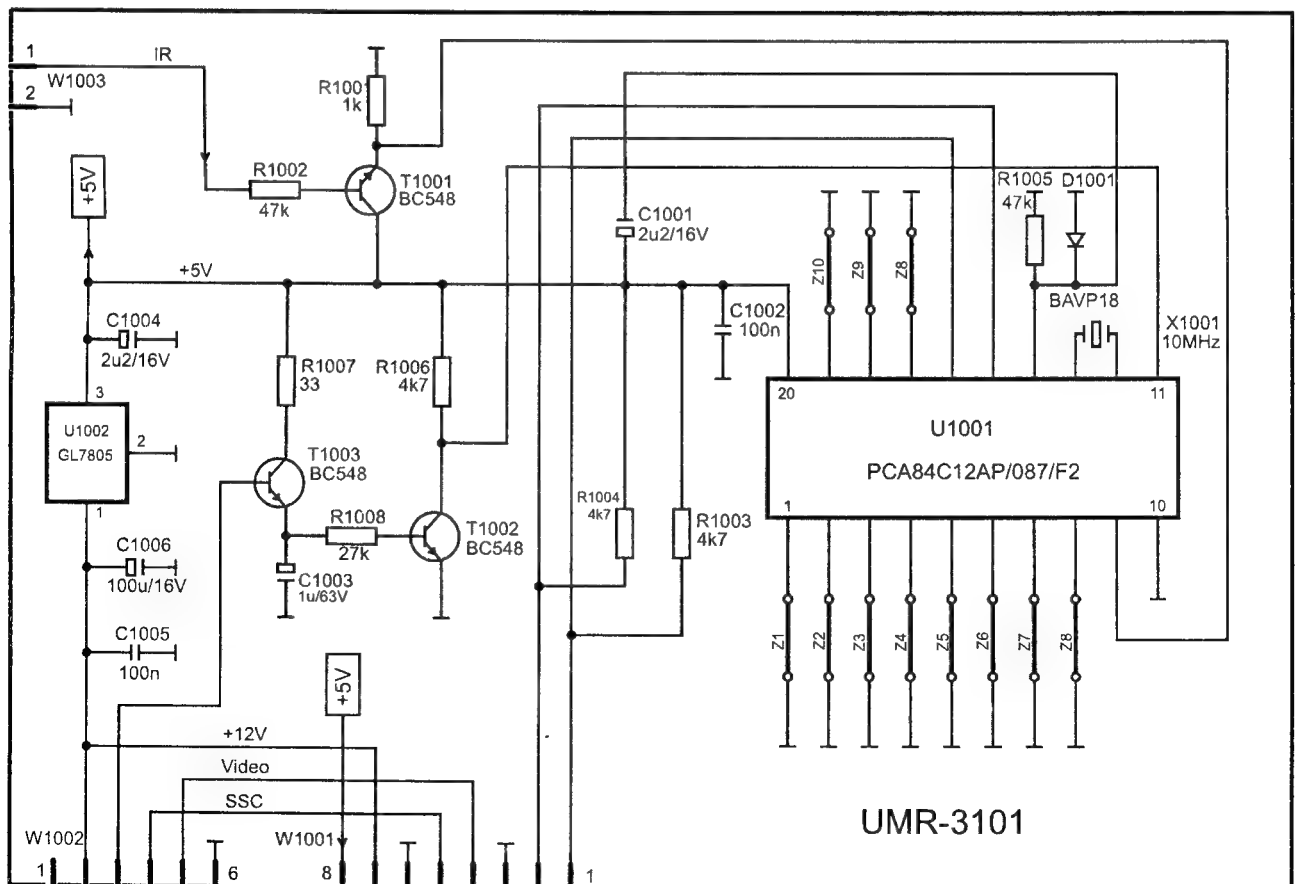 1
W1003
2
IR
R100
1k
R1002
47k
T1001
BC548
+5V
+5V
C1001
2u2/16V
Z10
Z9
Z8
R1005
47k
D1001
BAVP18
X1001
10MHz
C1002
100n
C1004
2u2/16V
R1007
33
R1006
4k7
3
U1002
GL7805
2
1
T1003
BC548
20
11
U1001
PCA84C12AP/087/F2
1
10
R1004
4k7
R1003
4k7
R1008
27k
T1002
BC548
C1006
100u/16V
C1003
1u/63V
C1005
100n
Z1
Z2
Z3
Z4
Z5
Z6
Z7
Z8
+5V
+12V
Video
SSC
UMR-3101
W1002
1
6
W1001
8
1